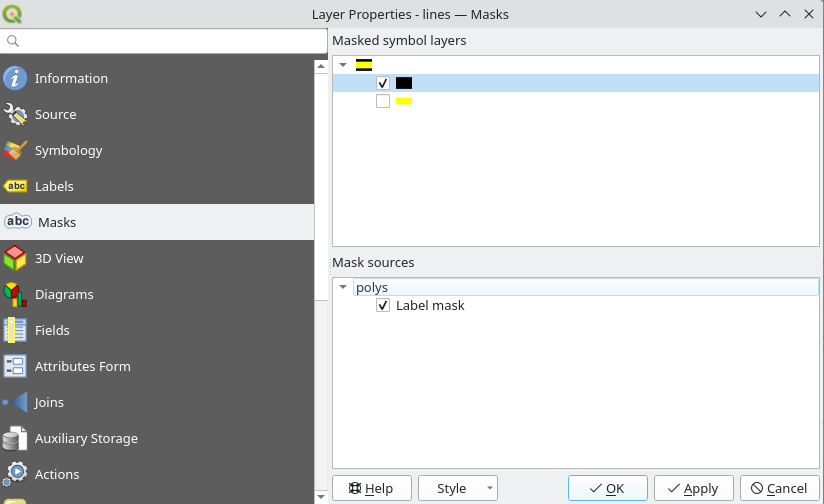 Layer Properties - lines — Masks
Masked symbol layers
Information
Source
Symbology
abc Labels
abc Masks
3D View
Diagrams
Fields
Attributes Form
Joins
Auxiliary Storage
Actions
Mask sources
polys
Label mask
Help
Style
OK
Apply
Cancel